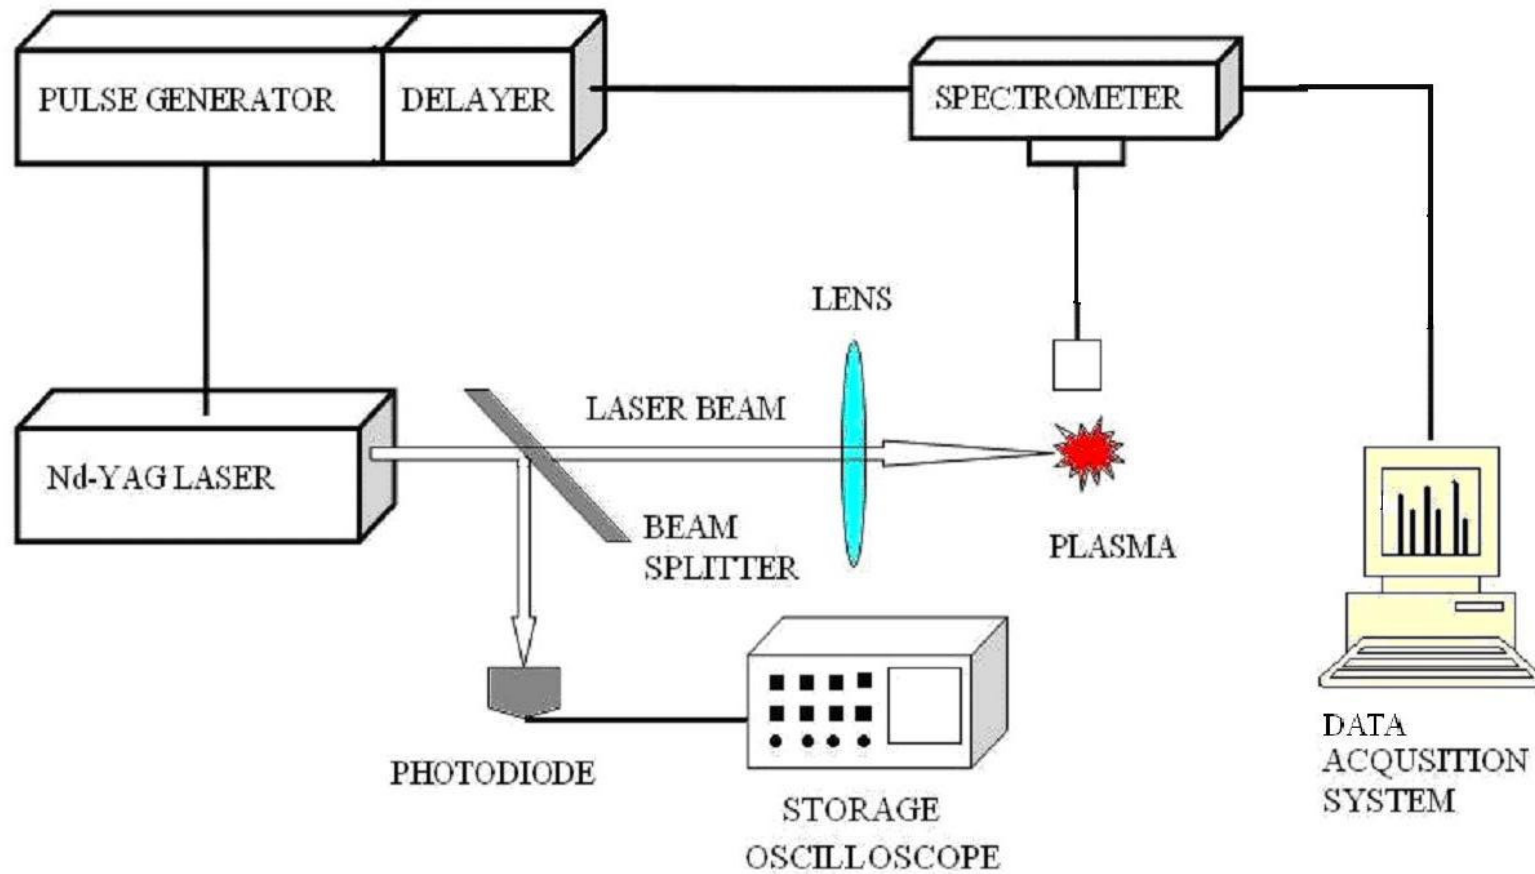 PULSE GENERATOR
DELAYER
SPECTROMETER
LENS
LASER BEAM
Nd-YAG LASER
BEAM
SPLITTER
PLASMA
PHOTODIODE
STORAGE
OSCILLOSCOPE
DATA
ACQUSITION
SYSTEM